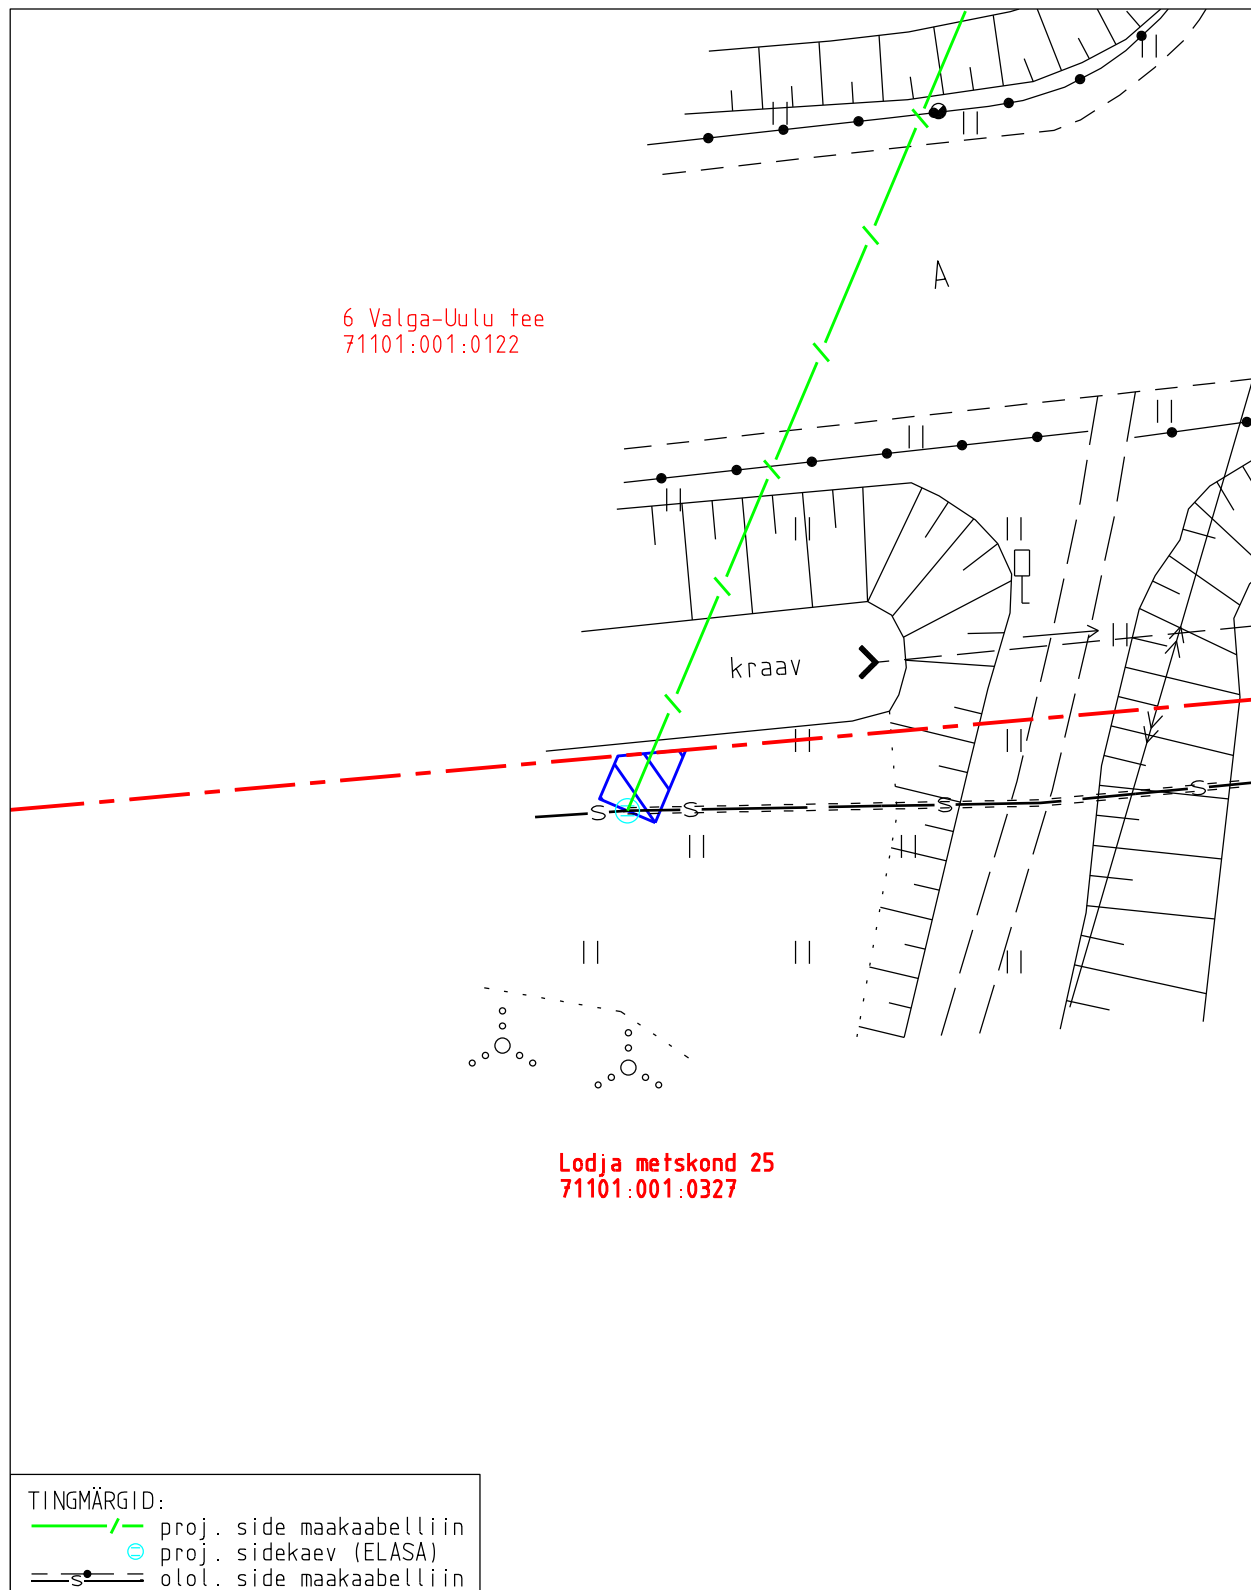 A
6 Valga-Uulu tee
71101:001:0122
kraav
S
S
S
S
Lodja metskond 25
71101:001:0327
TINGMÄRGID:
proj. side maakaabelliin
proj. sidekaev (ELASA)
S
olol. side maakaabelliin